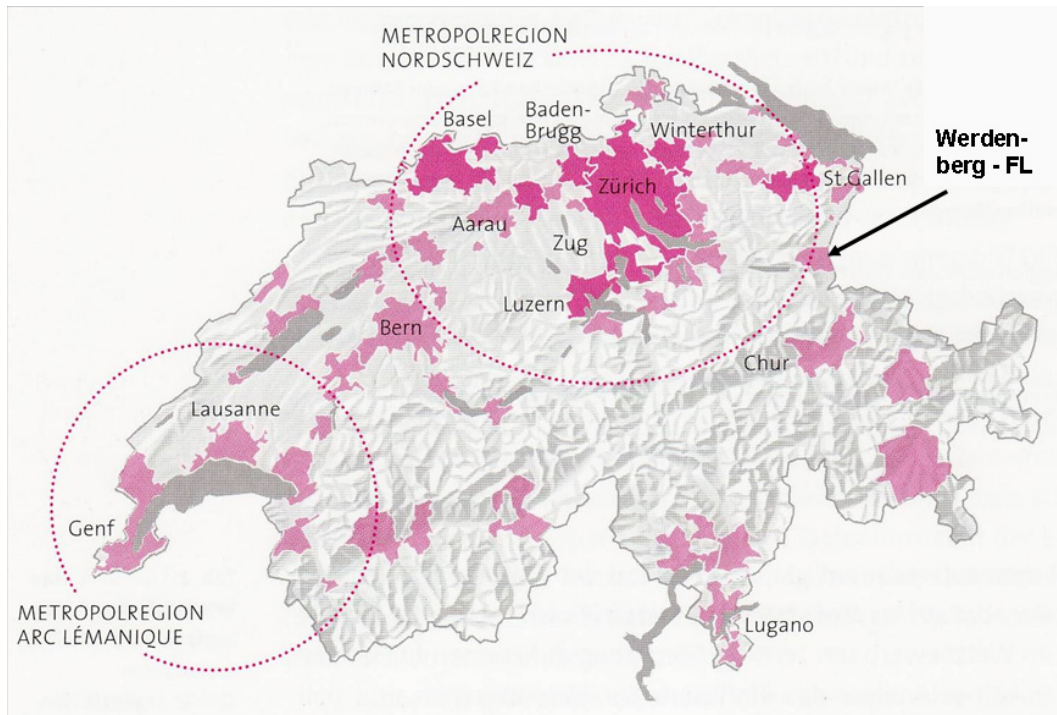 METROPOLREGION
NORDSCHWEIZ
Basel
Baden-
Brugg
Winterthur
Werden-
berg - FL
Zürich
St.Gallen
Aarau
Zug
Luzern
Bern
Chur
Lausanne
Genf
METROPOLREGION
ARC LÉMANIQUE
Lugano